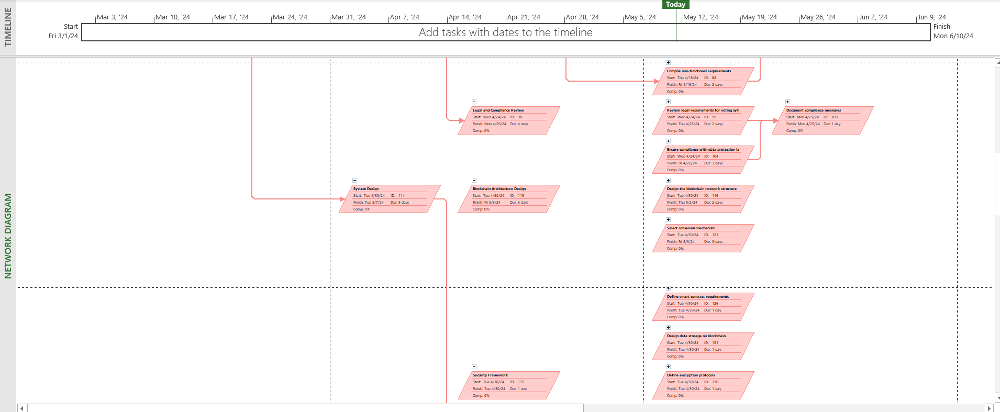 TIMELINE
Today
Mar 3, '24
Mar 10, '24
Mar 17, '24
Mar 24, '24
Mar 31, '24
Apr 7, '24
Apr 14, '24
Apr 21, '24
Apr 28, '24
May 5, '24
May 12, '24
May 19, '24
May 26, '24
Jun 2, '24
Jun 9, '24
Start
Fri 3/1/24
Add tasks with dates to the timeline
Finish
Mon 6/10/24
NETWORK DIAGRAM
Compile non-functional requirements
Start: Thu 4/18/24 ID: 88
Finish: Fri 4/19/24 Dur: 2 days
Comp: 0%
Legal and Compliance Review
Start: Wed 4/24/24 ID: 98
Finish: Mon 4/29/24 Dur: 4 days
Comp: 0%
Review legal requirements for voting syst
Start: Wed 4/24/24 ID: 99
Finish: Thu 4/25/24 Dur: 2 days
Comp: 0%
Document compliance measures
Start: Mon 4/29/24 ID: 109
Finish: Mon 4/29/24 Dur: 1 day
Comp: 0%
Ensure compliance with data protection la
Start: Wed 4/24/24 ID: 104
Finish: Fri 4/26/24 Dur: 3 days
Comp: 0%
System Design
Start: Tue 4/30/24 ID: 114
Finish: Tue 5/7/24 Dur: 5 days
Comp: 0%
Blockchain Architecture Design
Start: Tue 4/30/24 ID: 115
Finish: Fri 5/3/24 Dur: 3 days
Comp: 0%
Design the blockchain network structure
Start: Tue 4/30/24 ID: 116
Finish: Thu 5/2/24 Dur: 2 days
Comp: 0%
Select consensus mechanism
Start: Tue 4/30/24 ID: 121
Finish: Fri 5/3/24 Dur: 3 days
Comp: 0%
Define smart contract requirements
Start: Tue 4/30/24 ID: 126
Finish: Tue 4/30/24 Dur: 1 day
Comp: 0%
Design data storage on blockchain
Start: Tue 4/30/24 ID: 131
Finish: Tue 4/30/24 Dur: 1 day
Comp: 0%
Security Framework
Start: Tue 4/30/24 ID: 135
Finish: Tue 4/30/24 Dur: 1 day
Comp: 0%
Define encryption protocols
Start: Tue 4/30/24 ID: 136
Finish: Tue 4/30/24 Dur: 1 day
Comp: 0%